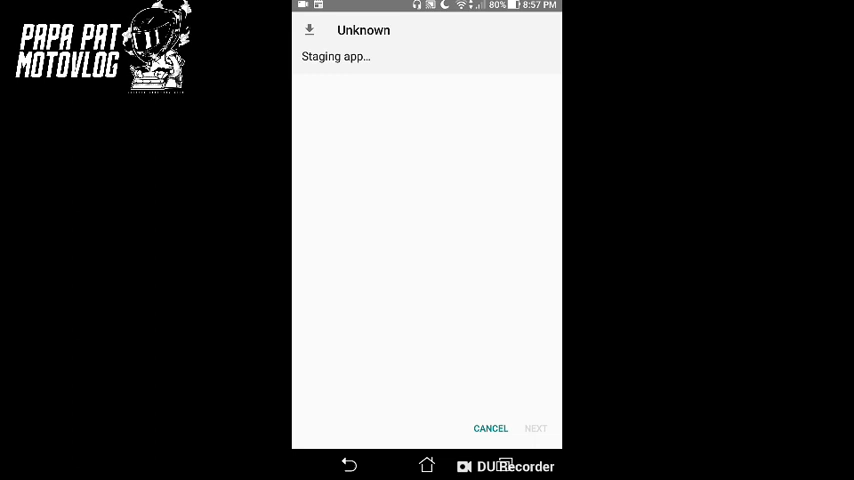 PAPA PAT
MOTOVLOG
80% 8:57 PM
Unknown
Staging app...
CANCEL NEXT
DU Recorder